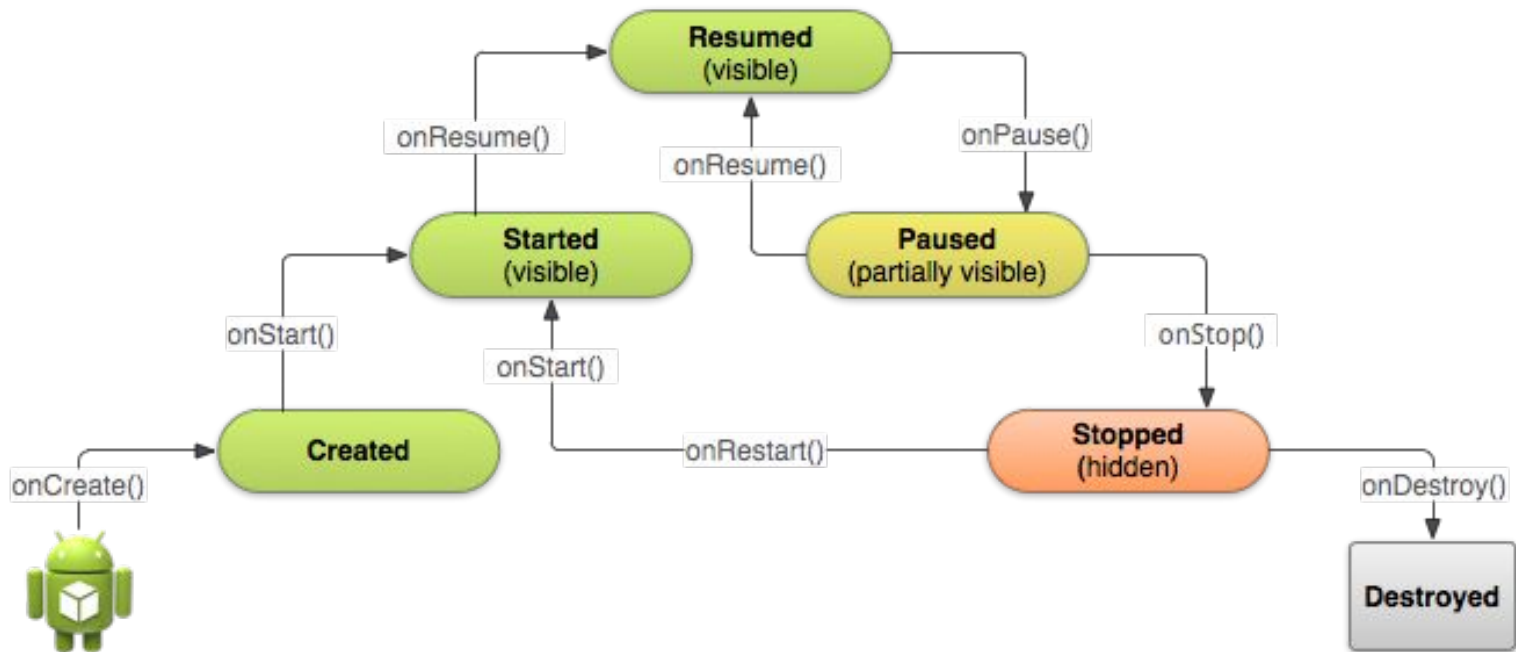 Resumed
(visible)
onResume()
onPause()
onResume()
Started
(visible)
Paused
(partially visible)
onStart()
onStop()
onStart()
Created
onRestart()
Stopped
(hidden)
onCreate()
onDestroy()
Destroyed